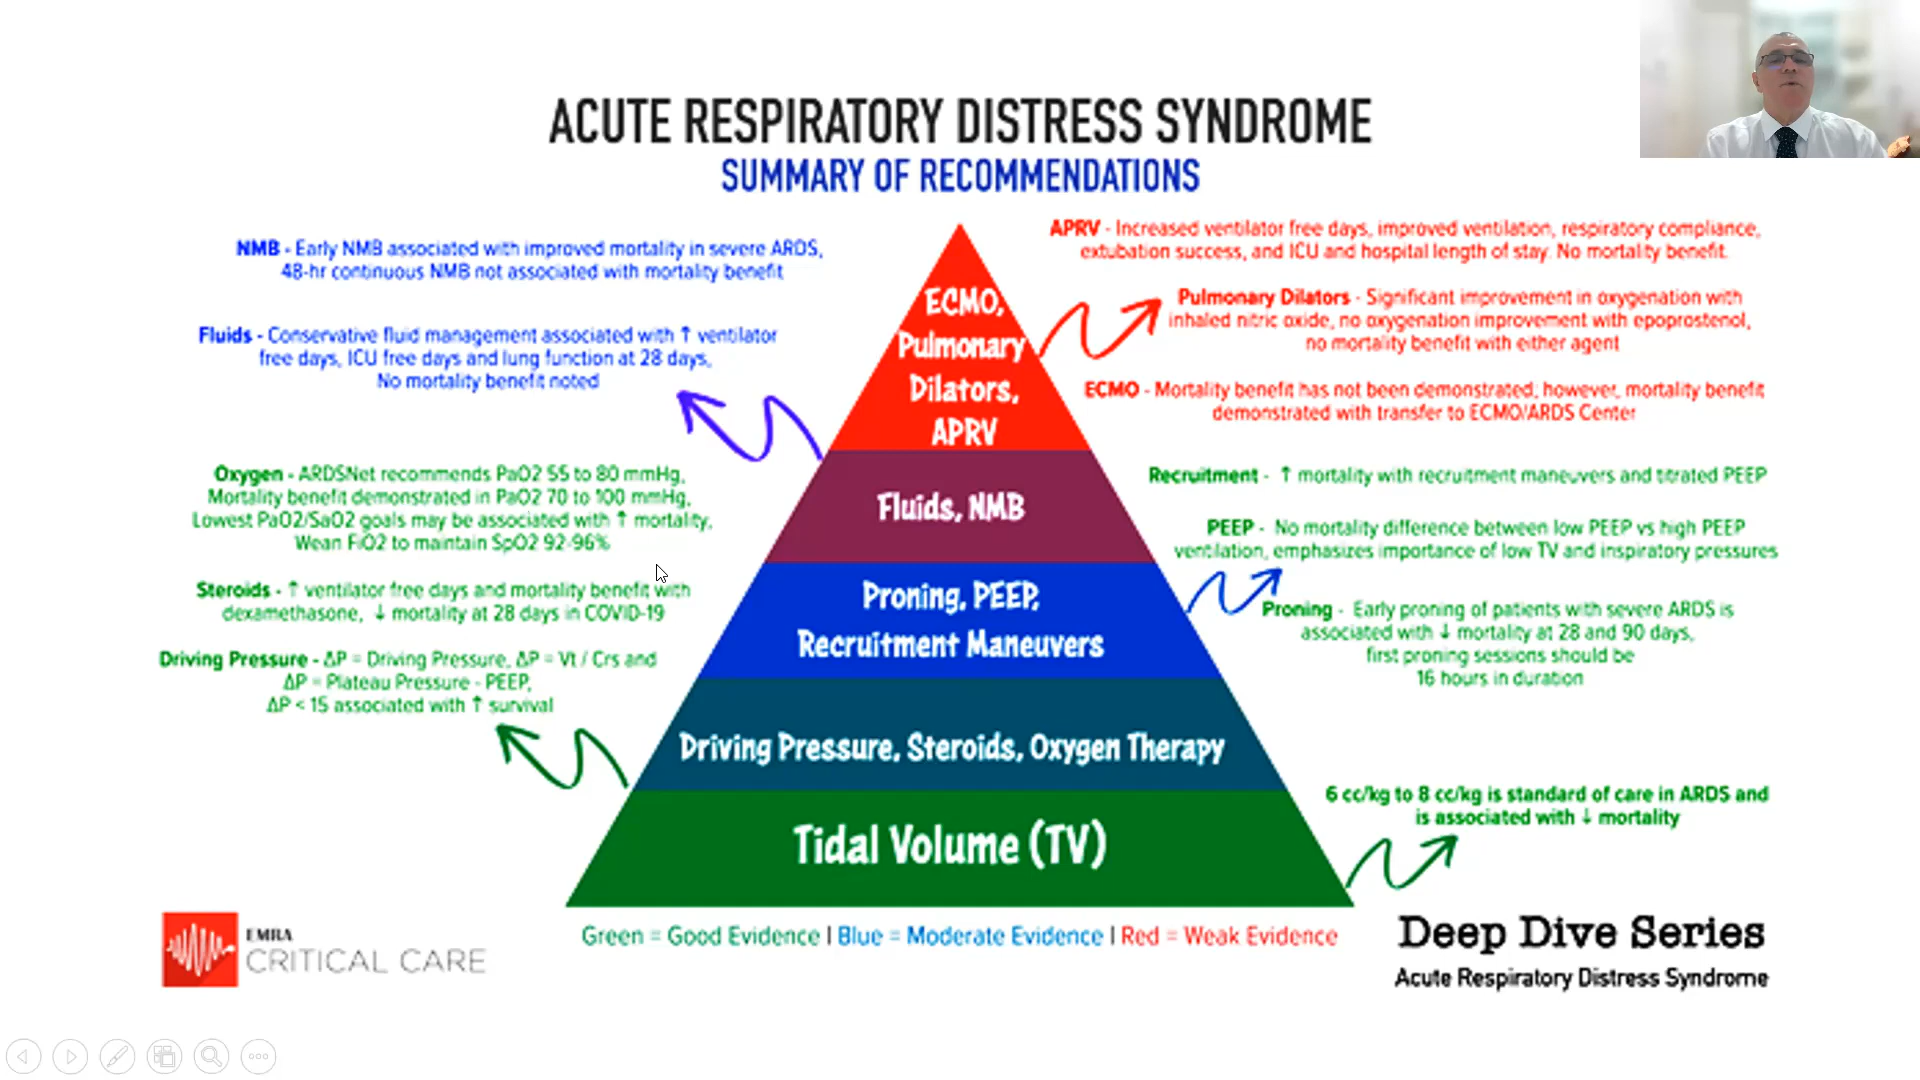 ACUTE RESPIRATORY DISTRESS SYNDROME
SUMMARY OF RECOMMENDATIONS
NMB - Early NMB associated with improved mortality in severe ARDS,
48-hr continuous NMB not associated with mortality benefit
Fluids - Conservative fluid management associated with ↑ ventilator
free days, ICU free days and lung function at 28 days,
No mortality benefit noted
Oxygen - ARDSNet recommends PaO2 55 to 80 mmHg,
Mortality benefit demonstrated in PaO2 70 to 100 mmHg,
Lowest PaO2/SaO2 goals may be associated with ↑ mortality,
Wean FiO2 to maintain SpO2 92-96%
Steroids - ↑ ventilator free days and mortality benefit with
dexamethasone, ↓ mortality at 28 days in COVID-19
Driving Pressure - ΔP = Driving Pressure, ΔP = Vt / Crs and
ΔP = Plateau Pressure - PEEP,
ΔP < 15 associated with ↑ survival
ECMO,
Pulmonary
Dilators,
APRV
Fluids, NMB
Proning, PEEP,
Recruitment Maneuvers
Driving Pressure, Steroids, Oxygen Therapy
Tidal Volume (TV)
APRV - Increased ventilator free days, improved ventilation, respiratory compliance,
extubation success, and ICU and hospital length of stay. No mortality benefit.
Pulmonary Dilators - Significant improvement in oxygenation with
inhaled nitric oxide, no oxygenation improvement with epoprostenol,
no mortality benefit with either agent
ECMO - Mortality benefit has not been demonstrated; however, mortality benefit
demonstrated with transfer to ECMO/ARDS Center
Recruitment - ↑ mortality with recruitment maneuvers and titrated PEEP
PEEP - No mortality difference between low PEEP vs high PEEP
ventilation, emphasizes importance of low TV and inspiratory pressures
Proning - Early proning of patients with severe ARDS is
associated with ↓ mortality at 28 and 90 days,
first proning sessions should be
16 hours in duration
6 cc/kg to 8 cc/kg is standard of care in ARDS and
is associated with ↓ mortality
Green = Good Evidence | Blue = Moderate Evidence | Red = Weak Evidence
EMRA
CRITICAL CARE
Deep Dive Series
Acute Respiratory Distress Syndrome